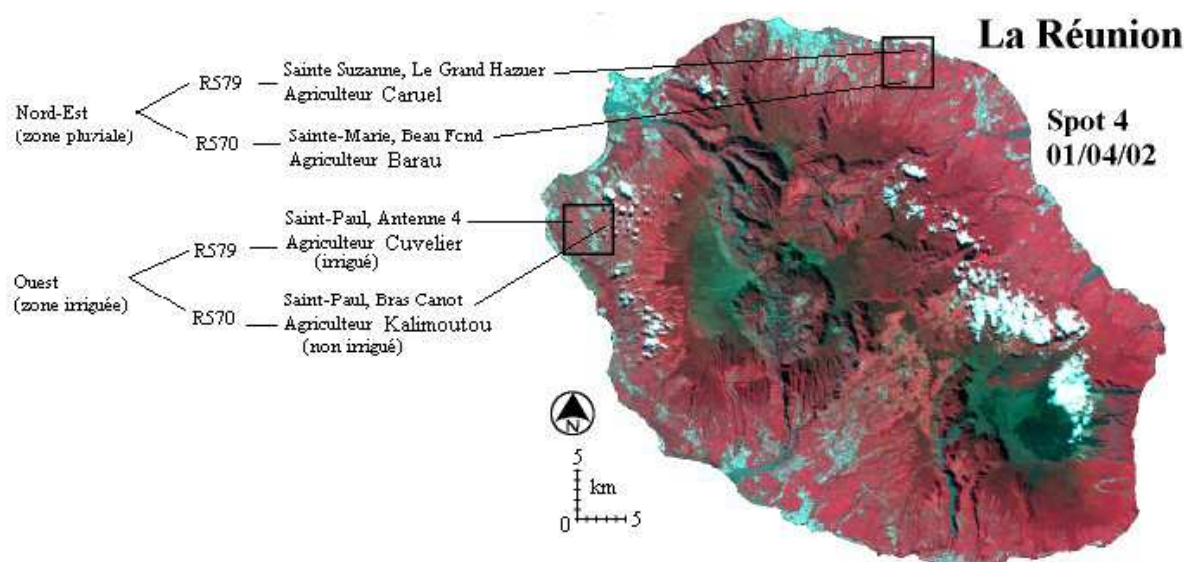 La Réunion
Spot 4
01/04/02
Nord-Est
(zone pluviale)
R579
Sainte Suzanne, Le Grand Hazuer
Agriculteur Caruel
R570
Sainte-Marie, Beau Fcnd
Agriculteur Barau
Ouest
(zone irriguée)
R579
Saint-Paul, Antenne 4
Agriculteur Cuvelier
(irrigué)
R570
Saint-Paul, Bras Canot
Agriculteur Kalimoutou
(non irrigué)
N
5
km
0
5